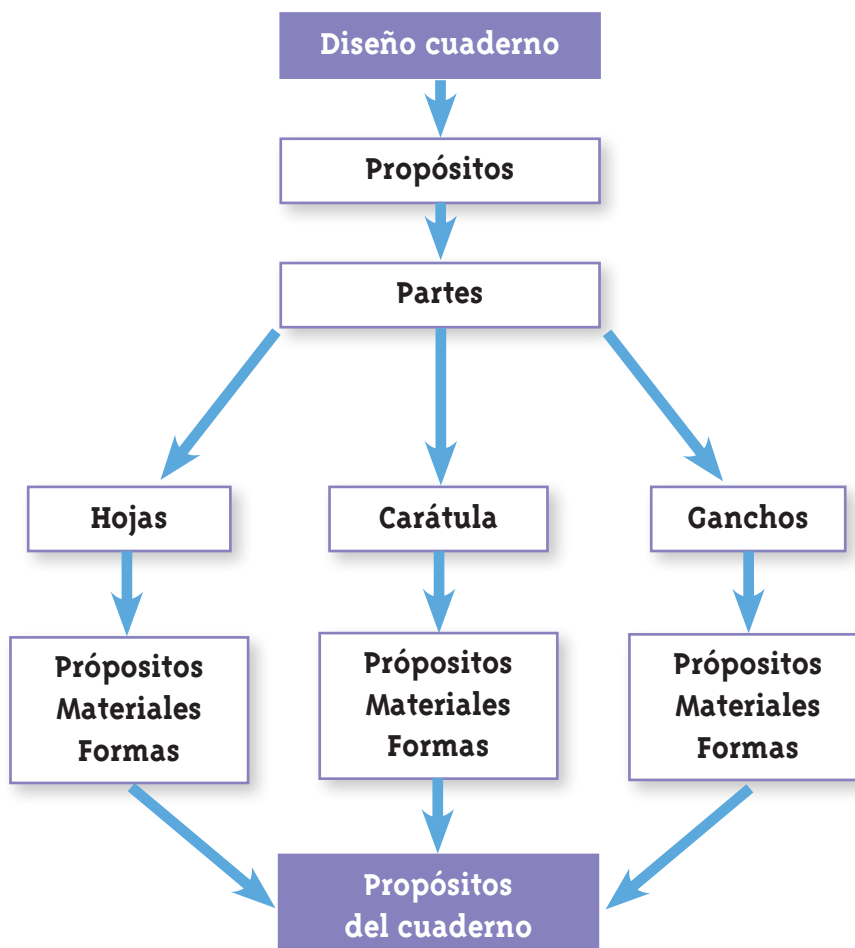 Diseño cuaderno
Propósitos
Partes
Hojas
Carátula
Ganchos
Própositos
Materiales
Formas
Própositos
Materiales
Formas
Própositos
Materiales
Formas
Propósitos
del cuaderno